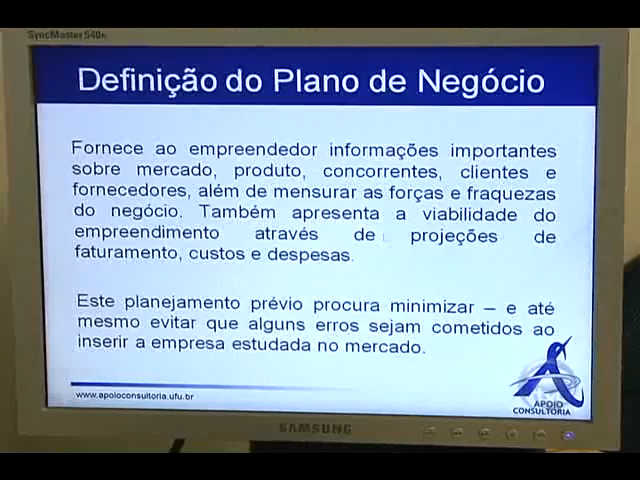 SyncMaster 540N
Definição do Plano de Negócio
Fornece ao empreendedor informações importantes
sobre mercado, produto, concorrentes, clientes e
fornecedores, além de mensurar as forças e fraquezas
do negócio. Também apresenta a viabilidade do
empreendimento através de projeções de
faturamento, custos e despesas.
Este planejamento prévio procura minimizar – e até
mesmo evitar que alguns erros sejam cometidos ao
inserir a empresa estudada no mercado.
www.apoioconsultoria.ufu.br
APOIO
CONSULTORIA
SAMSUNG